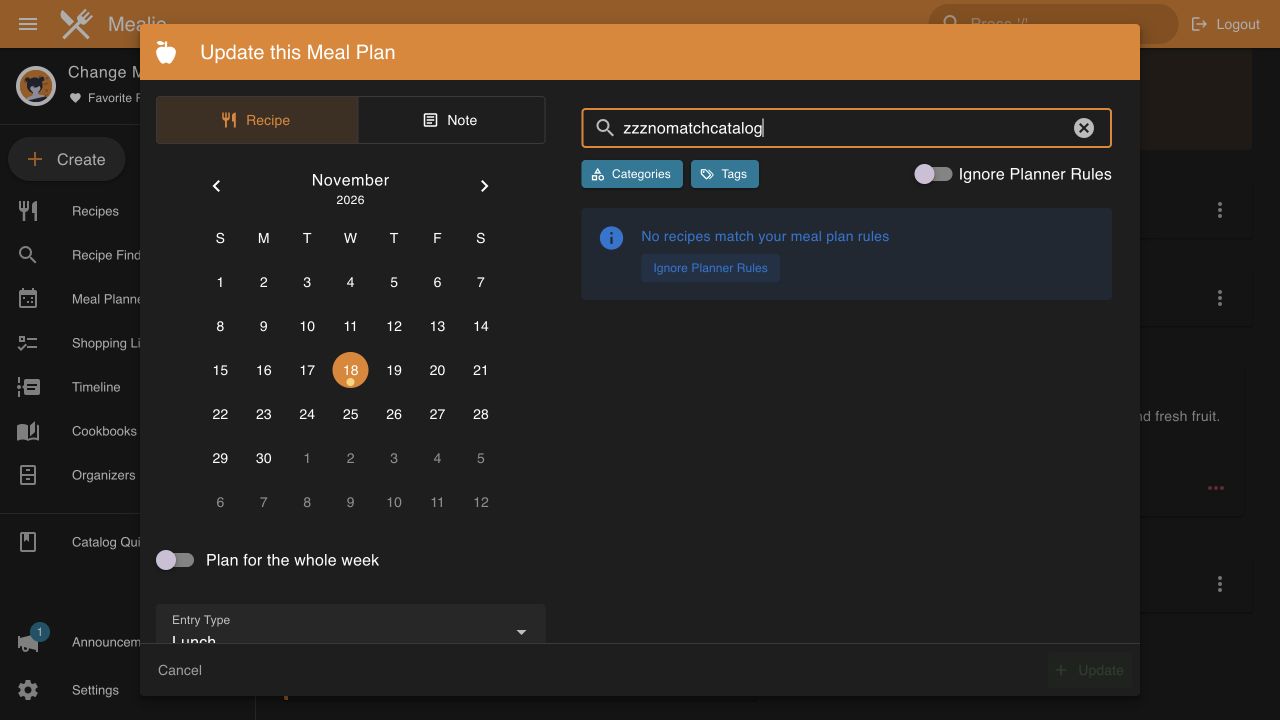 Mealie
Press '/'
Logout
Update this Meal Plan
Change M
Favorite R
Create
Recipes
Recipe Find
Meal Planne
Shopping Li
Timeline
Cookbooks
Organizers
Catalog Qui
1
Announcem
Settings
Recipe
Note
November
2026
S M T W T F S
1 2 3 4 5 6 7
8 9 10 11 12 13 14
15 16 17 18 19 20 21
22 23 24 25 26 27 28
29 30 1 2 3 4 5
6 7 8 9 10 11 12
Plan for the whole week
Entry Type
Lunch
zzznomatchcatalog
Categories
Tags
Ignore Planner Rules
No recipes match your meal plan rules
Ignore Planner Rules
nd fresh fruit.
Cancel
Update